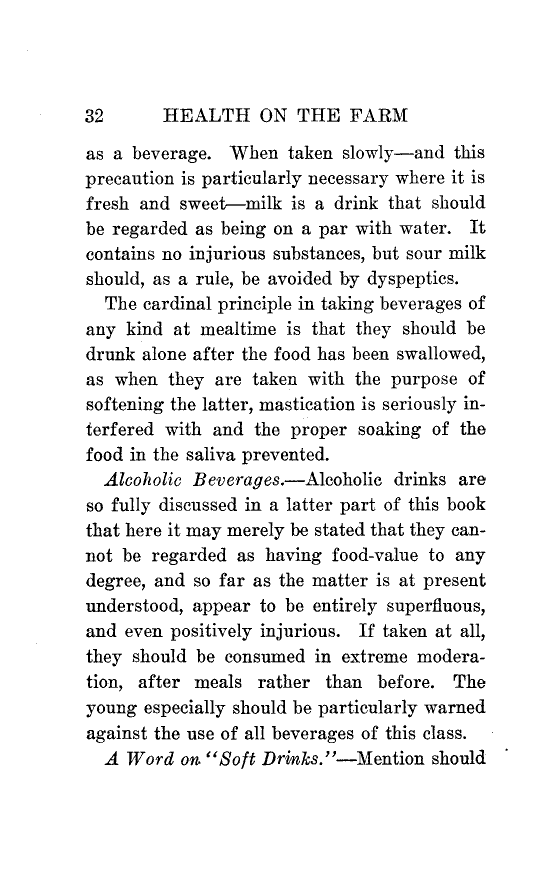 32 HEALTH ON THE FARM
as a beverage. When taken slowly—and this
precaution is particularly necessary where it is
fresh and sweet—milk is a drink that should
be regarded as being on a par with water. It
contains no injurious substances, but sour milk
should, as a rule, be avoided by dyspeptics.
The cardinal principle in taking beverages of
any kind at mealtime is that they should be
drunk alone after the food has been swallowed,
as when they are taken with the purpose of
softening the latter, mastication is seriously in-
terfered with and the proper soaking of the
food in the saliva prevented.
Alcoholic Beverages.—Alcoholic drinks are
so fully discussed in a latter part of this book
that here it may merely be stated that they can-
not be regarded as having food-value to any
degree, and so far as the matter is at present
understood, appear to be entirely superfluous,
and even positively injurious. If taken at all,
they should be consumed in extreme modera-
tion, after meals rather than before. The
young especially should be particularly warned
against the use of all beverages of this class.
A Word on "Soft Drinks."—Mention should